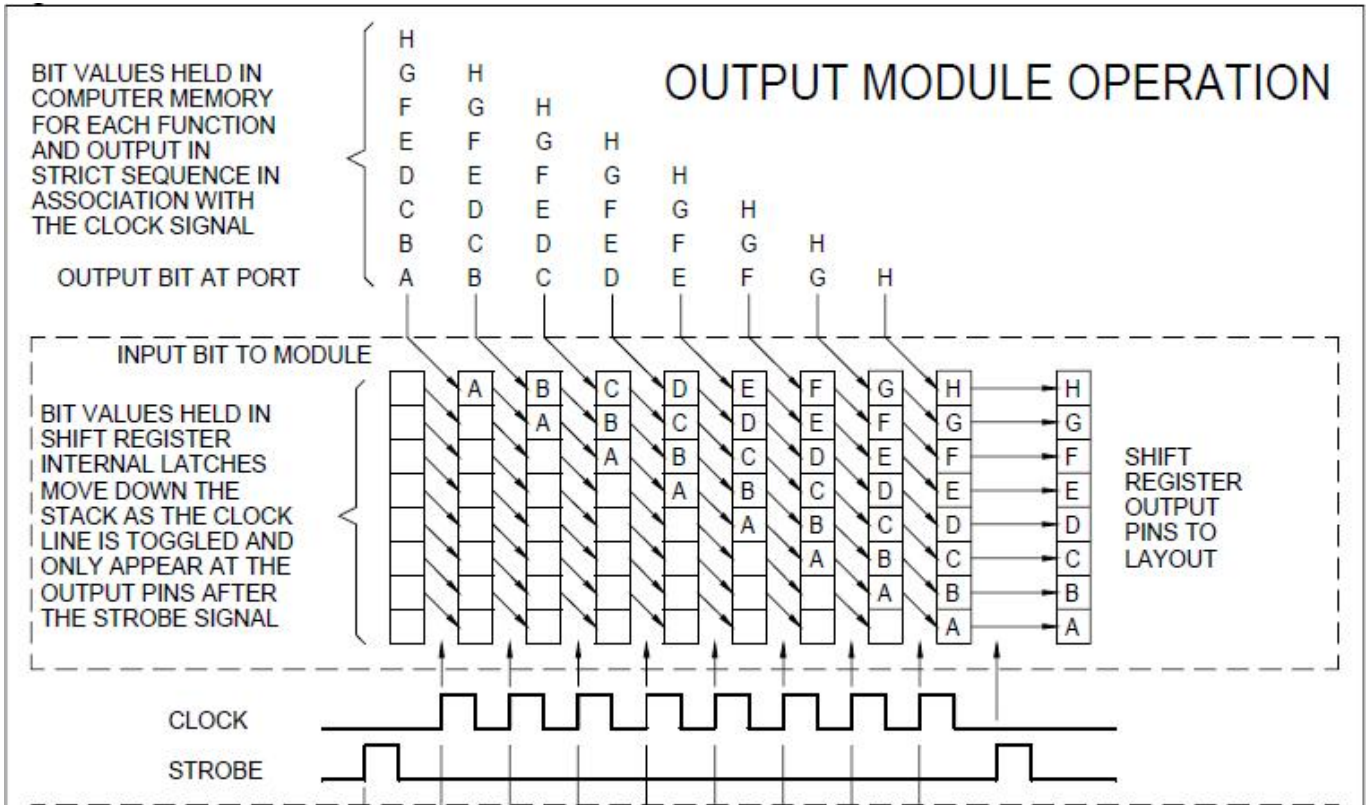 OUTPUT MODULE OPERATION
BIT VALUES HELD IN
COMPUTER MEMORY
FOR EACH FUNCTION
AND OUTPUT IN
STRICT SEQUENCE IN
ASSOCIATION WITH
THE CLOCK SIGNAL
H
G H
F G H
E F G H
D E F G H
C D E F G H
B C D E F G H
OUTPUT BIT AT PORT A B C D E F G H
INPUT BIT TO MODULE
BIT VALUES HELD IN
SHIFT REGISTER
INTERNAL LATCHES
MOVE DOWN THE
STACK AS THE CLOCK
LINE IS TOGGLED AND
ONLY APPEAR AT THE
OUTPUT PINS AFTER
THE STROBE SIGNAL
A B C D E F G H H
A B C D E F G G
A B C D E F F
A B C D E E
A B C D D
A B C C
A B B
A A
SHIFT
REGISTER
OUTPUT
PINS TO
LAYOUT
CLOCK
STROBE